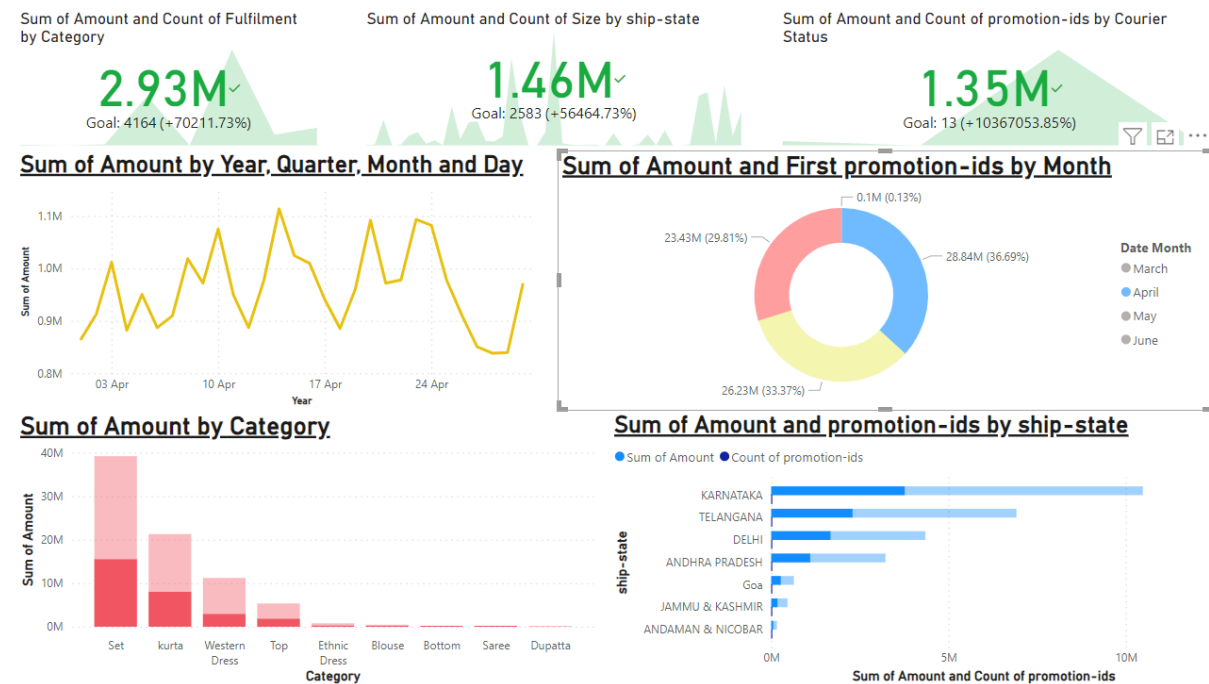 Sum of Amount and Count of Fulfilment
by Category
2.93M
Goal: 4164 (+70211.73%)
Sum of Amount and Count of Size by ship-state
1.46M
Goal: 2583 (+56464.73%)
Sum of Amount and Count of promotion-ids by Courier
Status
1.35M
Goal: 13 (+10367053.85%)
Sum of Amount by Year, Quarter, Month and Day
Sum of Amount
1.1M
1.0M
0.9M
0.8M
03 Apr
10 Apr
17 Apr
24 Apr
Year
Sum of Amount and First promotion-ids by Month
0.1M (0.13%)
23.43M (29.81%)
28.84M (36.69%)
26.23M (33.37%)
Date Month
March
April
May
June
Sum of Amount by Category
Sum of Amount
40M
30M
20M
10M
0M
Set
kurta
Western
Dress
Top
Ethnic
Dress
Blouse
Bottom
Saree
Dupatta
Category
Sum of Amount and promotion-ids by ship-state
Sum of Amount
Count of promotion-ids
ship-state
KARNATAKA
TELANGANA
DELHI
ANDHRA PRADESH
Goa
JAMMU & KASHMIR
ANDAMAN & NICOBAR
0M
5M
10M
Sum of Amount and Count of promotion-ids